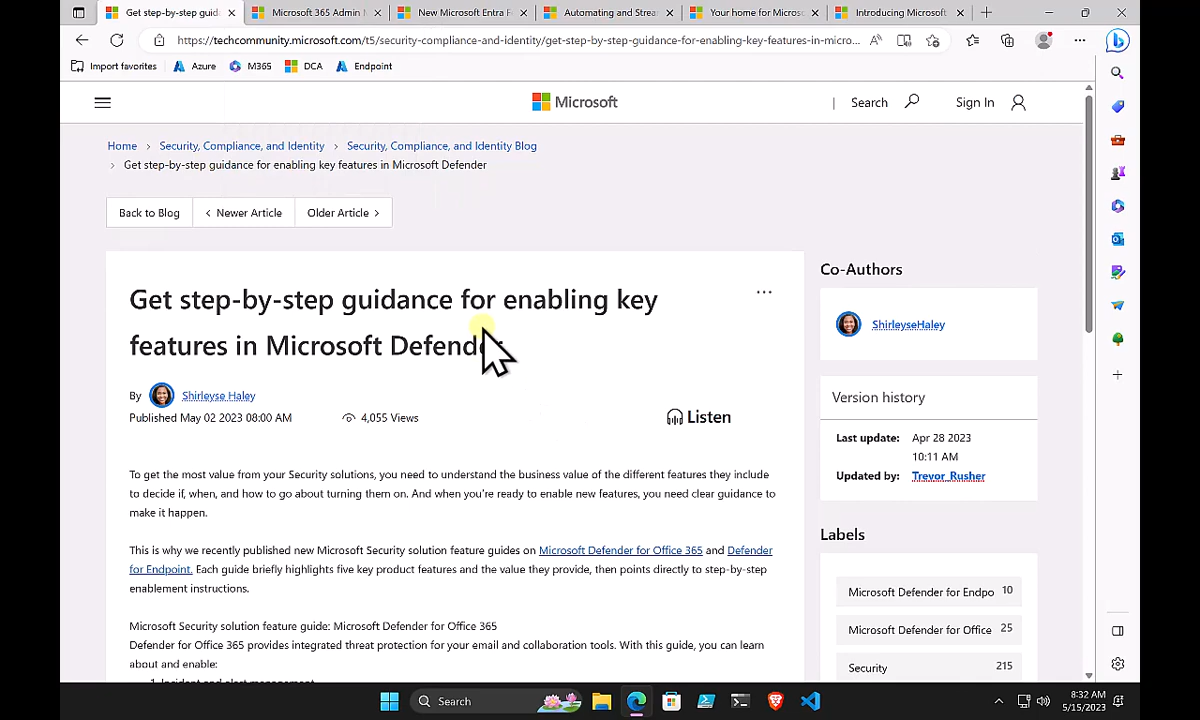 Get step-by-step guid
Microsoft 365 Admin
New Microsoft Entra F
Automating and Strea
Your home for Micros
Introducing Microsoft
https://techcommunity.microsoft.com/t5/security-compliance-and-identity/get-step-by-step-guidance-for-enabling-key-features-in-micro...
Import favorites
Azure
M365
DCA
Endpoint
Microsoft
| Search
Sign In
Home > Security, Compliance, and Identity > Security, Compliance, and Identity Blog
> Get step-by-step guidance for enabling key features in Microsoft Defender
Back to Blog
< Newer Article
Older Article >
Get step-by-step guidance for enabling key
features in Microsoft Defender
By Shirleyse Haley
Published May 02 2023 08:00 AM
4,055 Views
Listen
To get the most value from your Security solutions, you need to understand the business value of the different features they include
to decide if, when, and how to go about turning them on. And when you're ready to enable new features, you need clear guidance to
make it happen.
This is why we recently published new Microsoft Security solution feature guides on Microsoft Defender for Office 365 and Defender
for Endpoint. Each guide briefly highlights five key product features and the value they provide, then points directly to step-by-step
enablement instructions.
Microsoft Security solution feature guide: Microsoft Defender for Office 365
Defender for Office 365 provides integrated threat protection for your email and collaboration tools. With this guide, you can learn
about and enable:
1. Incident and alert management
Co-Authors
ShirleyseHaley
Version history
Last update: Apr 28 2023
10:11 AM
Updated by: Trevor_Rusher
Labels
Microsoft Defender for Endpo 10
Microsoft Defender for Office 25
Security 215
Search
8:32 AM
5/15/2023